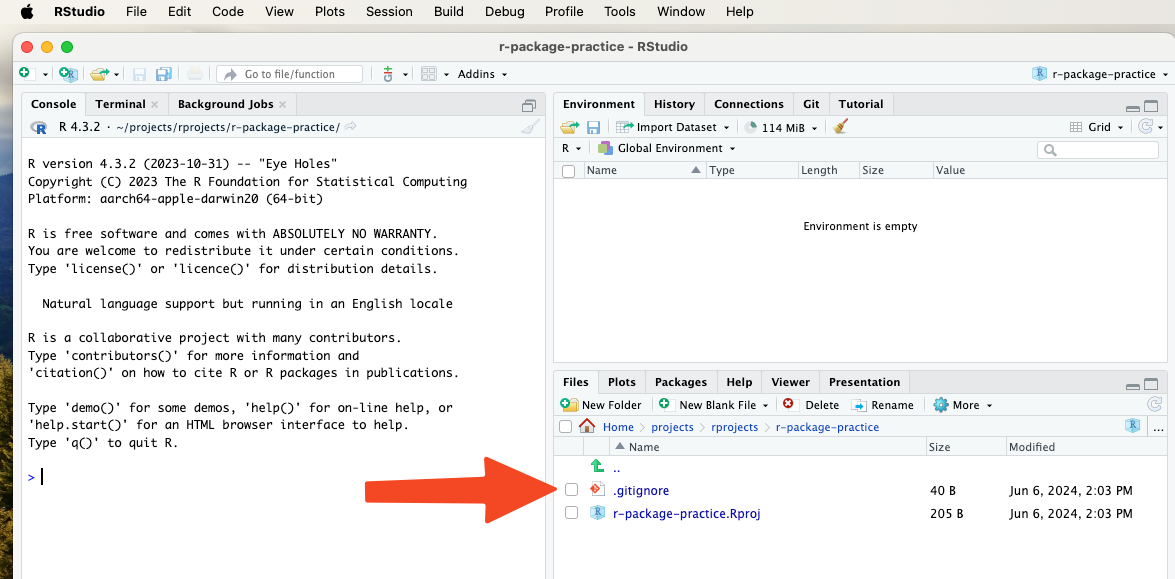 RStudio File Edit Code View Plots Session Build Debug Profile Tools Window Help
r-package-practice - RStudio
Go to file/function Addins r-package-practice
Console Terminal Background Jobs
R 4.3.2 · ~/projects/rprojects/r-package-practice/
R version 4.3.2 (2023-10-31) -- "Eye Holes"
Copyright (C) 2023 The R Foundation for Statistical Computing
Platform: aarch64-apple-darwin20 (64-bit)
R is free software and comes with ABSOLUTELY NO WARRANTY.
You are welcome to redistribute it under certain conditions.
Type 'license()' or 'licence()' for distribution details.
Natural language support but running in an English locale
R is a collaborative project with many contributors.
Type 'contributors()' for more information and
'citation()' on how to cite R or R packages in publications.
Type 'demo()' for some demos, 'help()' for on-line help, or
'help.start()' for an HTML browser interface to help.
Type 'q()' to quit R.
>
Environment History Connections Git Tutorial
Import Dataset 114 MiB Grid
R Global Environment
Name Type Length Size Value
Environment is empty
Files Plots Packages Help Viewer Presentation
New Folder New Blank File Delete Rename More
Home projects rprojects r-package-practice ...
Name Size Modified
..
.gitignore 40 B Jun 6, 2024, 2:03 PM
r-package-practice.Rproj 205 B Jun 6, 2024, 2:03 PM